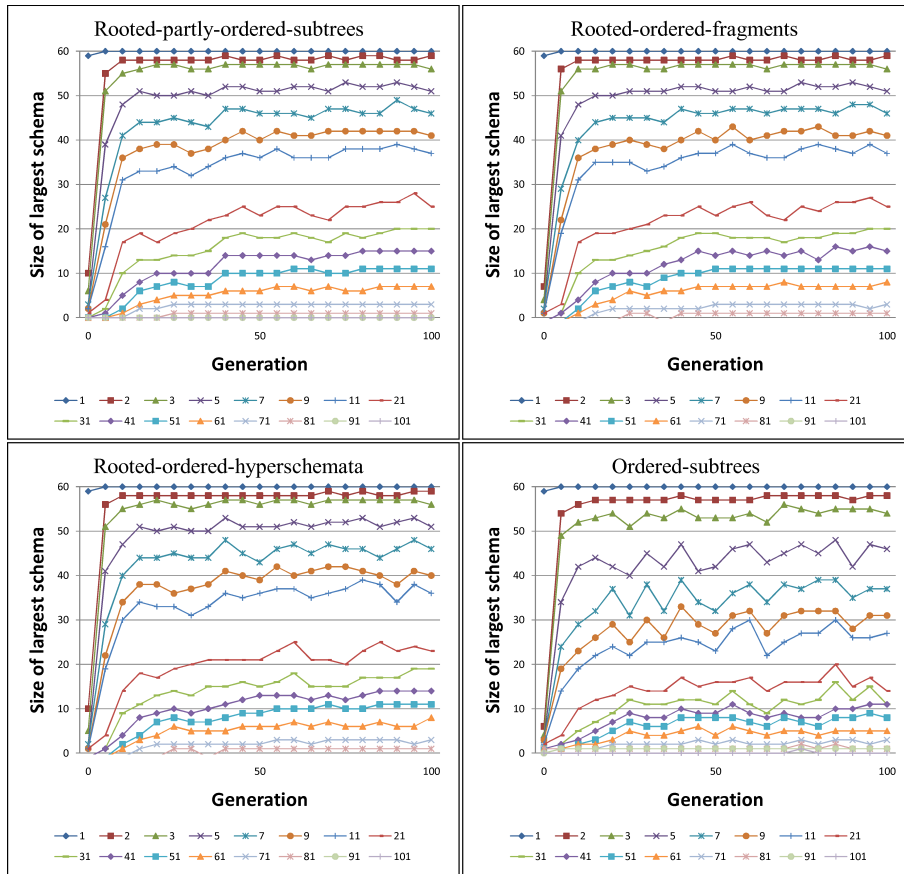 Rooted-partly-ordered-subtrees
60
50
40
30
20
10
0
Size of largest schema
0 50 100
Generation
1 2 3 5 7 9 11 21
31 41 51 61 71 81 91 101
Rooted-ordered-fragments
60
50
40
30
20
10
0
Size of largest schema
0 50 100
Generation
1 2 3 5 7 9 11 21
31 41 51 61 71 81 91 101
Rooted-ordered-hyperschemata
60
50
40
30
20
10
0
Size of largest schema
0 50 100
Generation
1 2 3 5 7 9 11 21
31 41 51 61 71 81 91 101
Ordered-subtrees
60
50
40
30
20
10
0
Size of largest schema
0 50 100
Generation
1 2 3 5 7 9 11 21
31 41 51 61 71 81 91 101